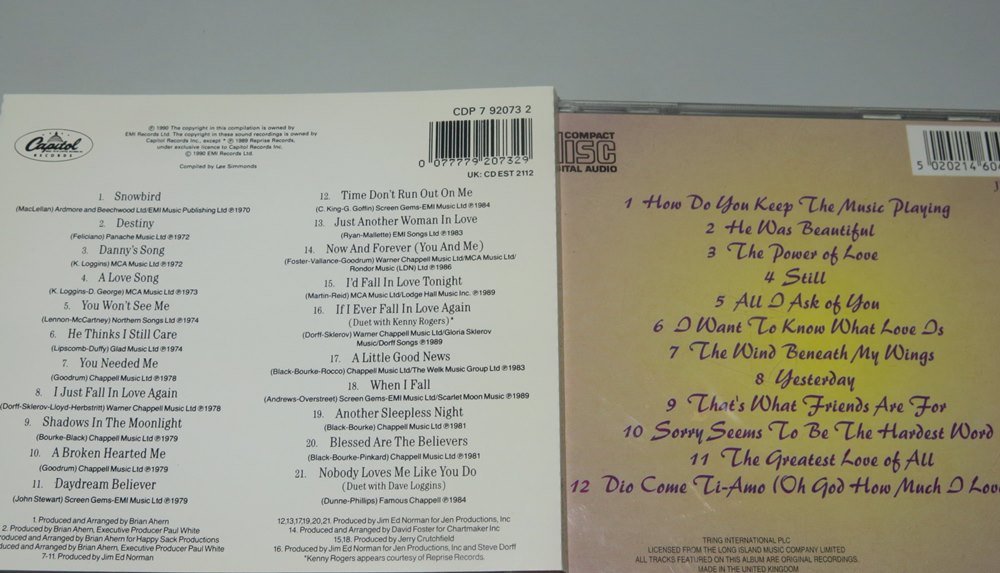 Capitol
RECORDS
℗ 1990 The copyright in this compilation is owned by
EMI Records Ltd. The copyright in these sound recordings is owned by
Capitol Records Inc., except * ℗ 1989 Reprise Records;
under exclusive licence to Capitol Records Inc.
© 1990 EMI Records Ltd.
Compiled by Lee Simmonds
CDP 7 92073 2
0 077779 207329
UK: CD EST 2112
1. Snowbird
(MacLellan) Ardmore and Beechwood Ltd/EMI Music Publishing Ltd ℗1970
2. Destiny
(Feliciano) Panache Music Ltd ℗1972
3. Danny's Song
(K. Loggins) MCA Music Ltd ℗1972
4. A Love Song
(K. Loggins-D. George) MCA Music Ltd ℗1973
5. You Won't See Me
(Lennon-McCartney) Northern Songs Ltd ℗1974
6. He Thinks I Still Care
(Lipscomb-Duffy) Glad Music Ltd ℗1974
7. You Needed Me
(Goodrum) Chappell Music Ltd ℗1978
8. I Just Fall In Love Again
(Dorff-Sklerov-Lloyd-Herbstritt) Warner Chappell Music Ltd ℗1978
9. Shadows In The Moonlight
(Bourke-Black) Chappell Music Ltd ℗1979
10. A Broken Hearted Me
(Goodrum) Chappell Music Ltd ℗1979
11. Daydream Believer
(John Stewart) Screen Gems-EMI Music Ltd ℗1979
1. Produced and Arranged by Brian Ahern
2. Produced by Brian Ahern, Executive Producer Paul White
Produced and Arranged by Brian Ahern for Happy Sack Productions
Produced and Arranged by Brian Ahern, Executive Producer Paul White
7-11. Produced by Jim Ed Norman
12. Time Don't Run Out On Me
(C. King-G. Goffin) Screen Gems-EMI Music Ltd ℗1984
13. Just Another Woman In Love
(Ryan-Mallette) EMI Songs Ltd ℗1983
14. Now And Forever (You And Me)
(Foster-Vallance-Goodrum) Warner Chappell Music Ltd/MCA Music Ltd/
Rondor Music (LDN) Ltd ℗1986
15. I'd Fall In Love Tonight
(Martin-Reid) MCA Music Ltd/Lodge Hall Music Inc. ℗1989
16. If I Ever Fall In Love Again
(Duet with Kenny Rogers)*
(Dorff-Sklerov) Warner Chappell Music Ltd/Gloria Sklerov
Music/Dorff Songs ℗1989
17. A Little Good News
(Black-Bourke-Rocco) Chappell Music Ltd/The Welk Music Group Ltd ℗1983
18. When I Fall
(Andrews-Overstreet) Screen Gems-EMI Music Ltd/Scarlet Moon Music ℗1989
19. Another Sleepless Night
(Black-Bourke) Chappell Music Ltd ℗1981
20. Blessed Are The Believers
(Black-Bourke-Pinkard) Chappell Music Ltd ℗1981
21. Nobody Loves Me Like You Do
(Duet with Dave Loggins)
(Dunne-Phillips) Famous Chappell ℗1984
12,13,17,19,20,21. Produced by Jim Ed Norman for Jen Productions, Inc
14. Produced and Arranged by David Foster for Chartmaker Inc
15,18. Produced by Jerry Crutchfield
16. Produced by Jim Ed Norman for Jen Productions, Inc and Steve Dorff
*Kenny Rogers appears courtesy of Reprise Records.
COMPACT
DISC
DIGITAL AUDIO
5 020214 604
J
1 How Do You Keep The Music Playing
2 He Was Beautiful
3 The Power of Love
4 Still
5 All I Ask of You
6 I Want To Know What Love Is
7 The Wind Beneath My Wings
8 Yesterday
9 That's What Friends Are For
10 Sorry Seems To Be The Hardest Word
11 The Greatest Love of All
12 Dio Come Ti-Amo (Oh God How Much I Love
TRING INTERNATIONAL PLC
LICENSED FROM THE LONG ISLAND MUSIC COMPANY LIMITED
ALL TRACKS FEATURED ON THIS ALBUM ARE ORIGINAL RECORDINGS.
MADE IN THE UNITED KINGDOM